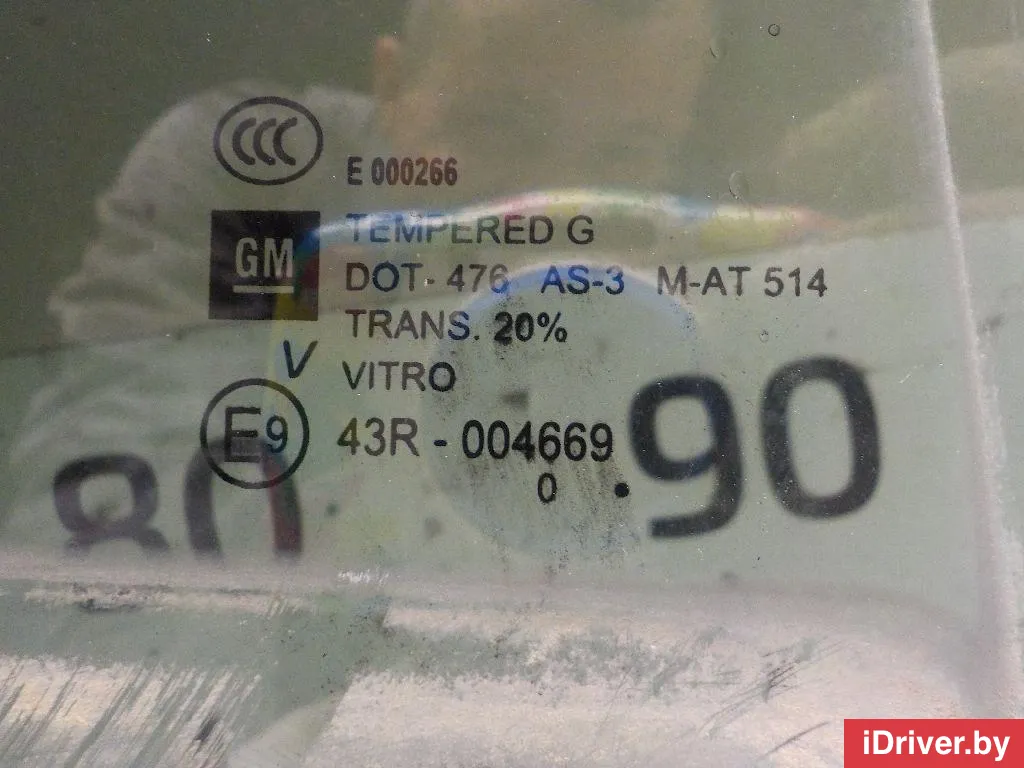 CCC
E 000266
GM
TEMPERED G
DOT- 476 AS-3 M-AT 514
TRANS. 20%
V VITRO
E9 43R - 004669
0 .
80 90
iDriver.by